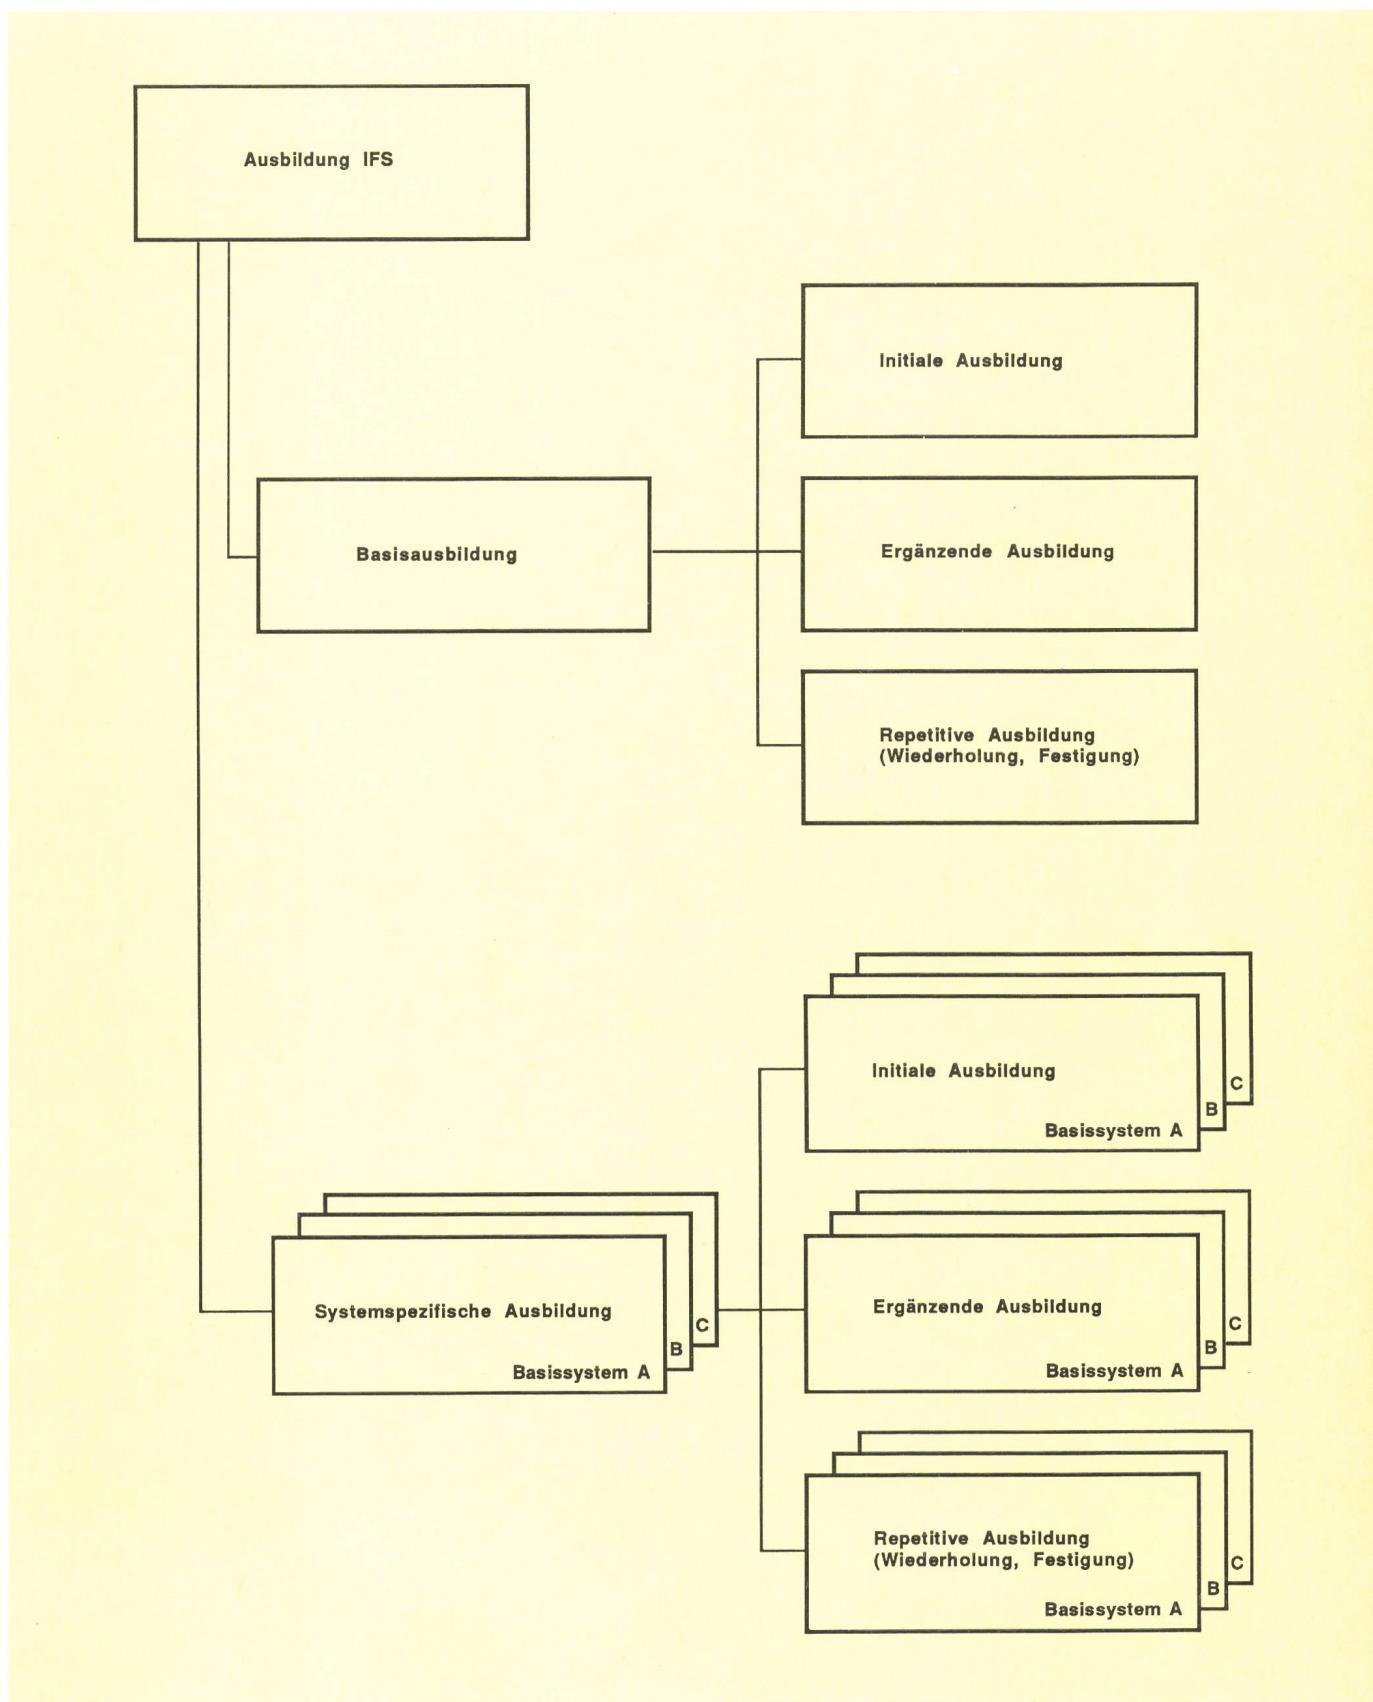 Ausbildung IFS
Initiale Ausbildung
Basisausbildung
Ergänzende Ausbildung
Repetitive Ausbildung
(Wiederholung, Festigung)
Initiale Ausbildung
Basissystem A
B
C
Systemspezifische Ausbildung
Basissystem A
B
C
Ergänzende Ausbildung
Basissystem A
B
C
Repetitive Ausbildung
(Wiederholung, Festigung)
Basissystem A
B
C